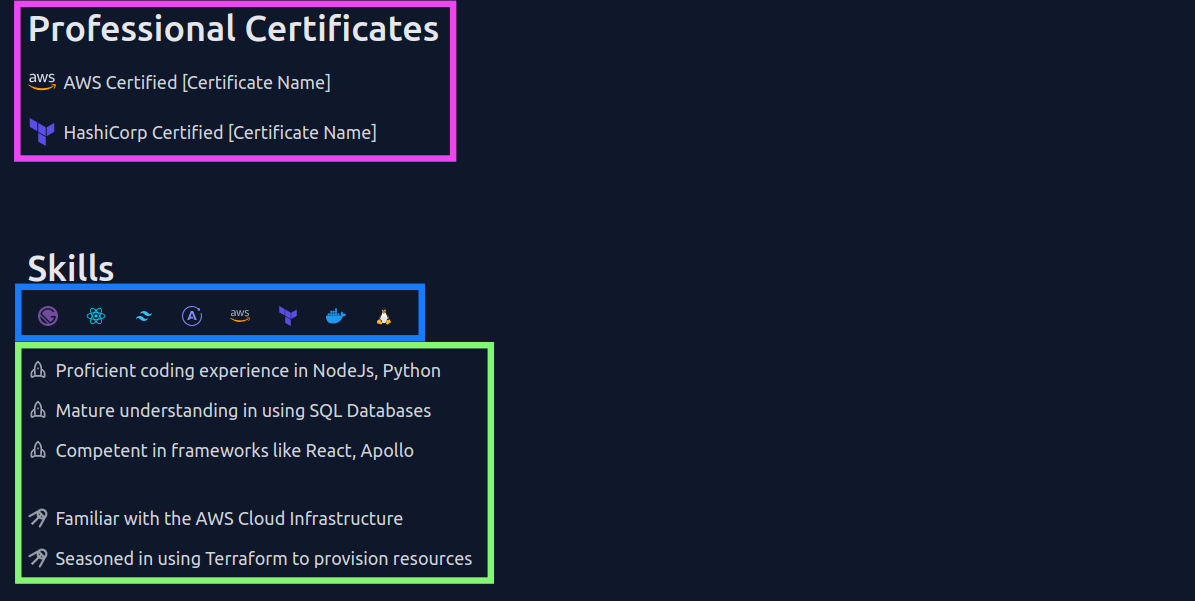 Professional Certificates
aws AWS Certified [Certificate Name]
HashiCorp Certified [Certificate Name]
Skills
A aws
Proficient coding experience in NodeJs, Python
Mature understanding in using SQL Databases
Competent in frameworks like React, Apollo
Familiar with the AWS Cloud Infrastructure
Seasoned in using Terraform to provision resources